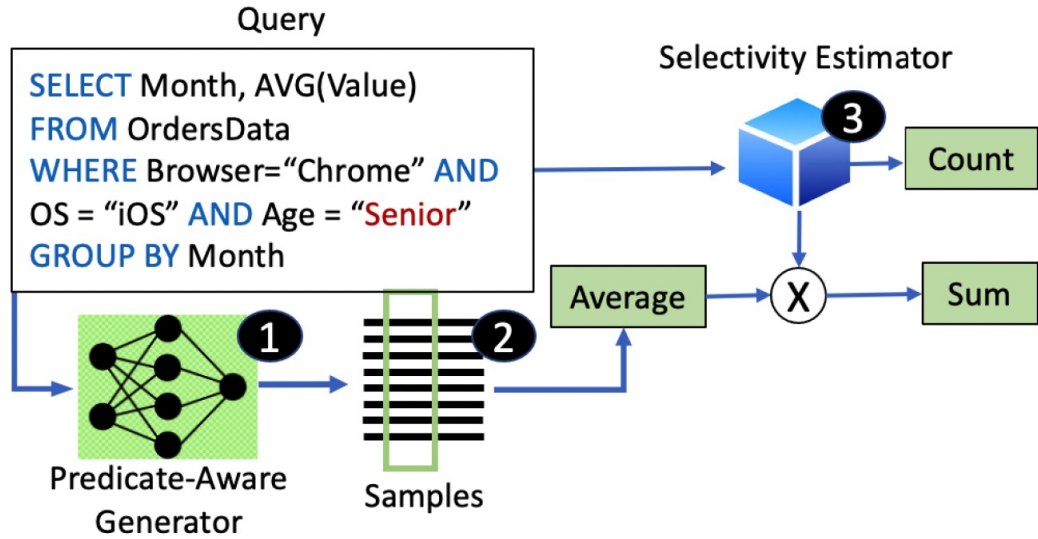 Query
SELECT Month, AVG(Value)
FROM OrdersData
WHERE Browser=“Chrome” AND
OS = “iOS” AND Age = “Senior”
GROUP BY Month
Selectivity Estimator
3
Count
Average
X
Sum
1
2
Predicate-Aware
Generator
Samples